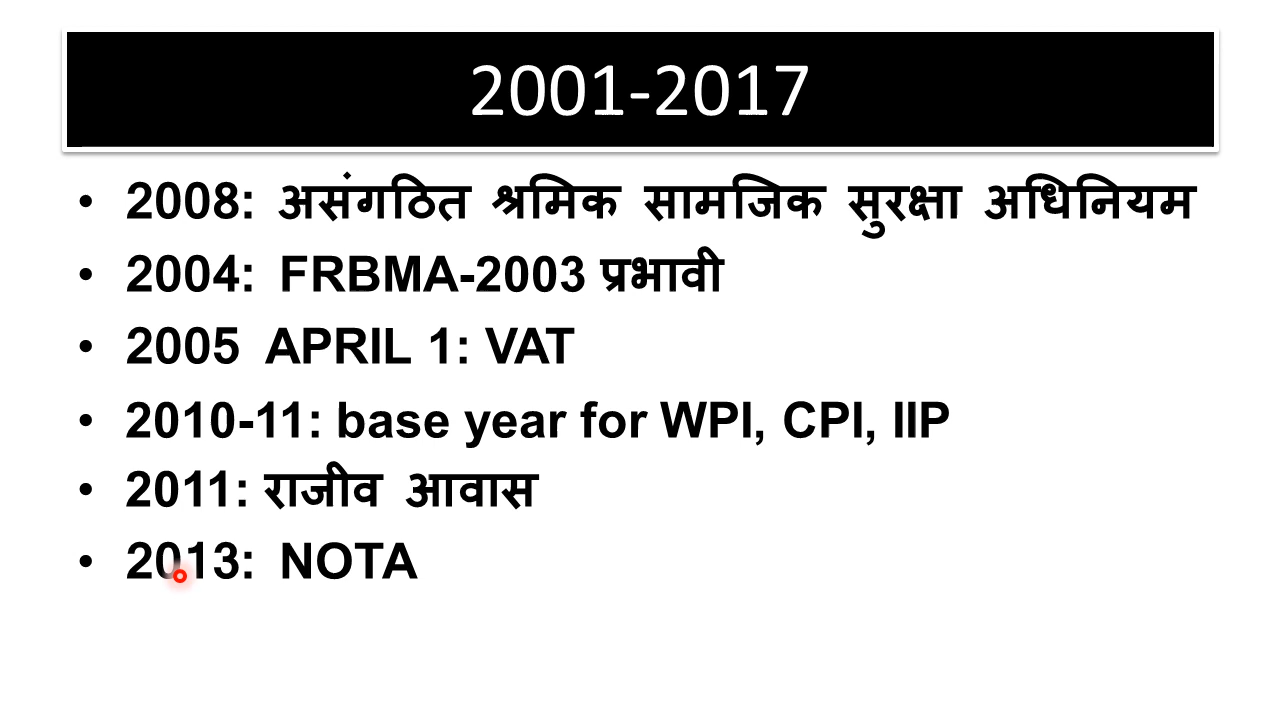 2001-2017
• 2008: असंगठित श्रमिक सामजिक सुरक्षा अधिनियम
• 2004: FRBMA-2003 प्रभावी
• 2005 APRIL 1: VAT
• 2010-11: base year for WPI, CPI, IIP
• 2011: राजीव आवास
• 2013: NOTA